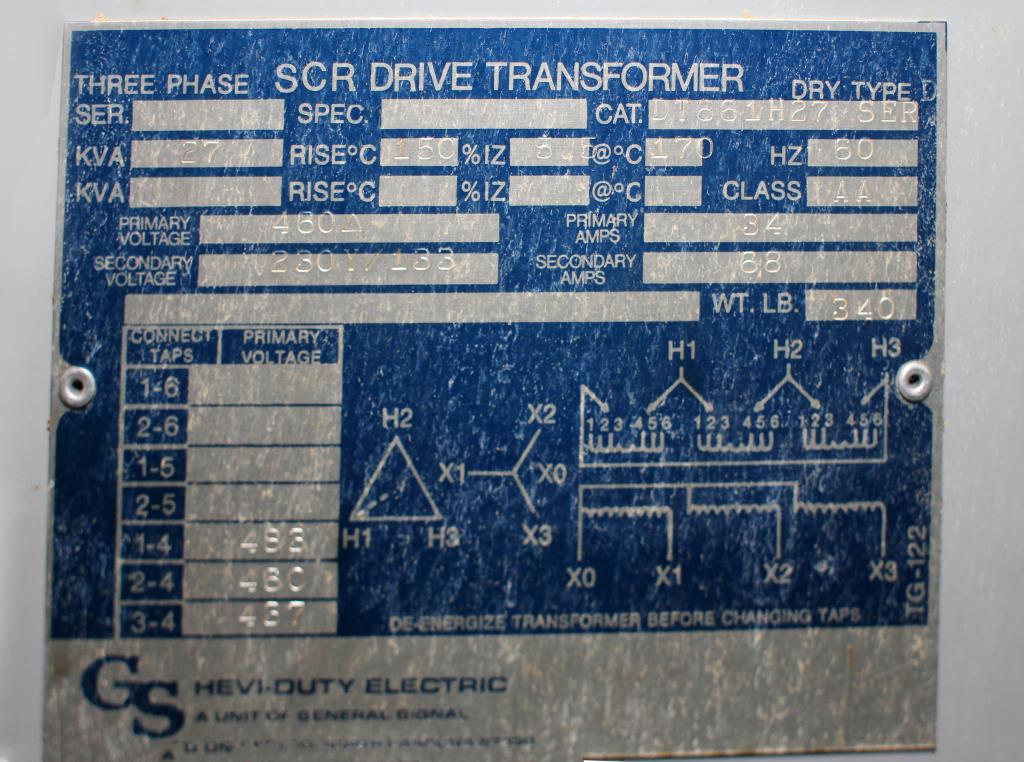 THREE PHASE SCR DRIVE TRANSFORMER DRY TYPE
SER. SPEC. CAT. DT661H27 SER
KVA 27 RISE°C 150 %IZ 5.5 @°C 170 HZ 60
KVA RISE°C %IZ @°C CLASS AA
PRIMARY VOLTAGE 460Δ PRIMARY AMPS 34
SECONDARY VOLTAGE 230Y/133 SECONDARY AMPS 68
WT. LB. 340
CONNECT TAPS PRIMARY VOLTAGE
1-6
2-6
1-5
2-5
1-4 483
2-4 460
3-4 437
H2
H1 H3
X2
X1 X0
X3
H1 H2 H3
1 2 3 4 5 6 1 2 3 4 5 6 1 2 3 4 5 6
X0 X1 X2 X3
TG-122
DE-ENERGIZE TRANSFORMER BEFORE CHANGING TAPS
GS HEVI-DUTY ELECTRIC
A UNIT OF GENERAL SIGNAL